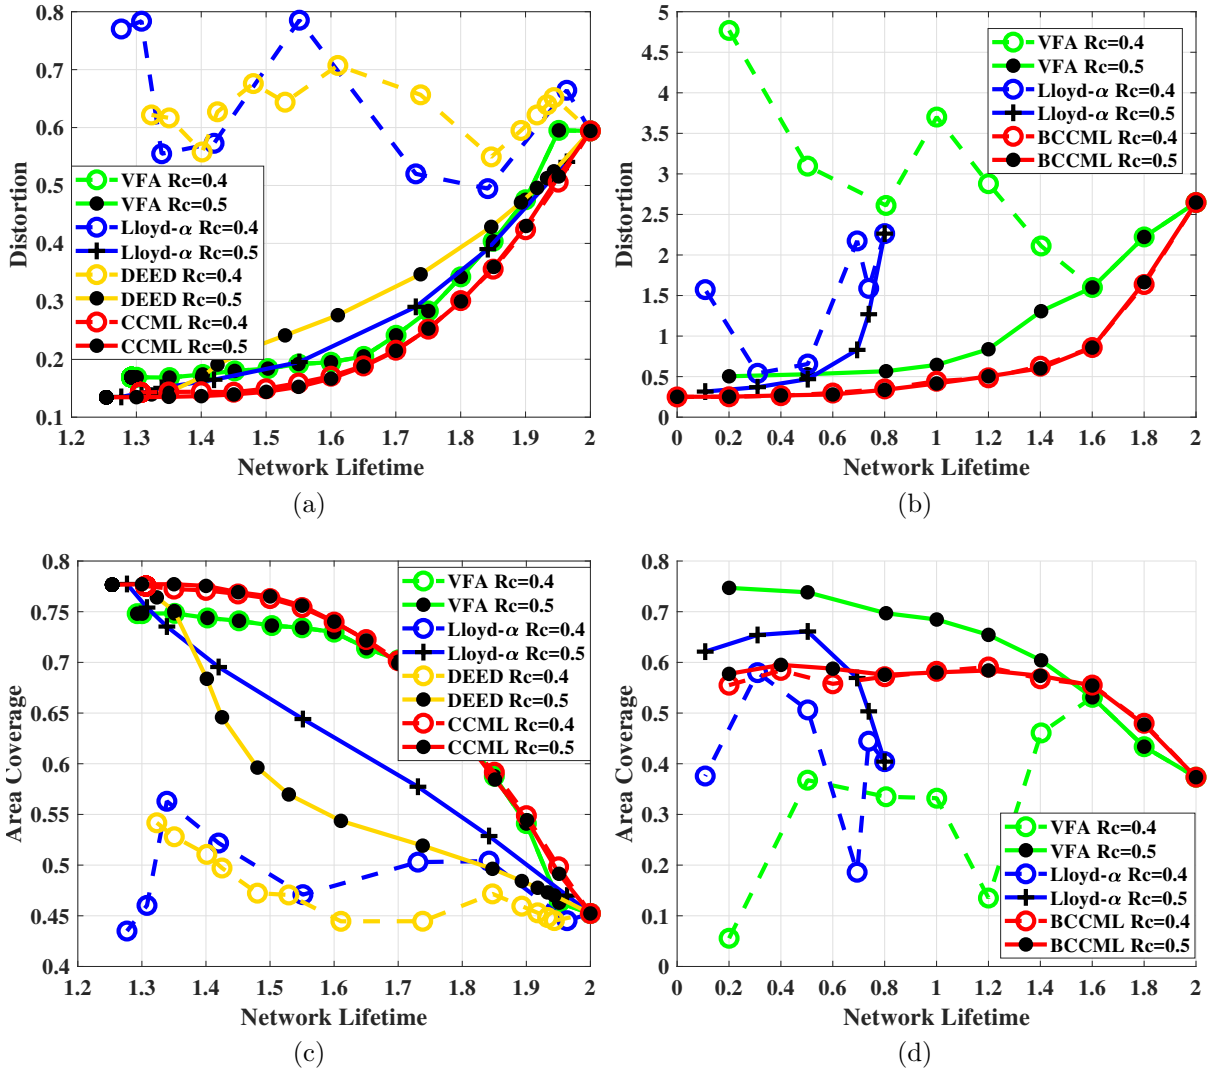 0.8
0.7
0.6
0.5
0.4
0.3
0.2
0.1
Distortion
VFA Rc=0.4
VFA Rc=0.5
Lloyd-α Rc=0.4
Lloyd-α Rc=0.5
DEED Rc=0.4
DEED Rc=0.5
CCML Rc=0.4
CCML Rc=0.5
1.2 1.3 1.4 1.5 1.6 1.7 1.8 1.9 2
Network Lifetime
(a)
5
4.5
4
3.5
3
2.5
2
1.5
1
0.5
0
Distortion
VFA Rc=0.4
VFA Rc=0.5
Lloyd-α Rc=0.4
Lloyd-α Rc=0.5
BCCML Rc=0.4
BCCML Rc=0.5
0 0.2 0.4 0.6 0.8 1 1.2 1.4 1.6 1.8 2
Network Lifetime
(b)
0.8
0.75
0.7
0.65
0.6
0.55
0.5
0.45
0.4
Area Coverage
VFA Rc=0.4
VFA Rc=0.5
Lloyd-α Rc=0.4
Lloyd-α Rc=0.5
DEED Rc=0.4
DEED Rc=0.5
CCML Rc=0.4
CCML Rc=0.5
1.2 1.3 1.4 1.5 1.6 1.7 1.8 1.9 2
Network Lifetime
(c)
0.8
0.7
0.6
0.5
0.4
0.3
0.2
0.1
0
Area Coverage
VFA Rc=0.4
VFA Rc=0.5
Lloyd-α Rc=0.4
Lloyd-α Rc=0.5
BCCML Rc=0.4
BCCML Rc=0.5
0 0.2 0.4 0.6 0.8 1 1.2 1.4 1.6 1.8 2
Network Lifetime
(d)